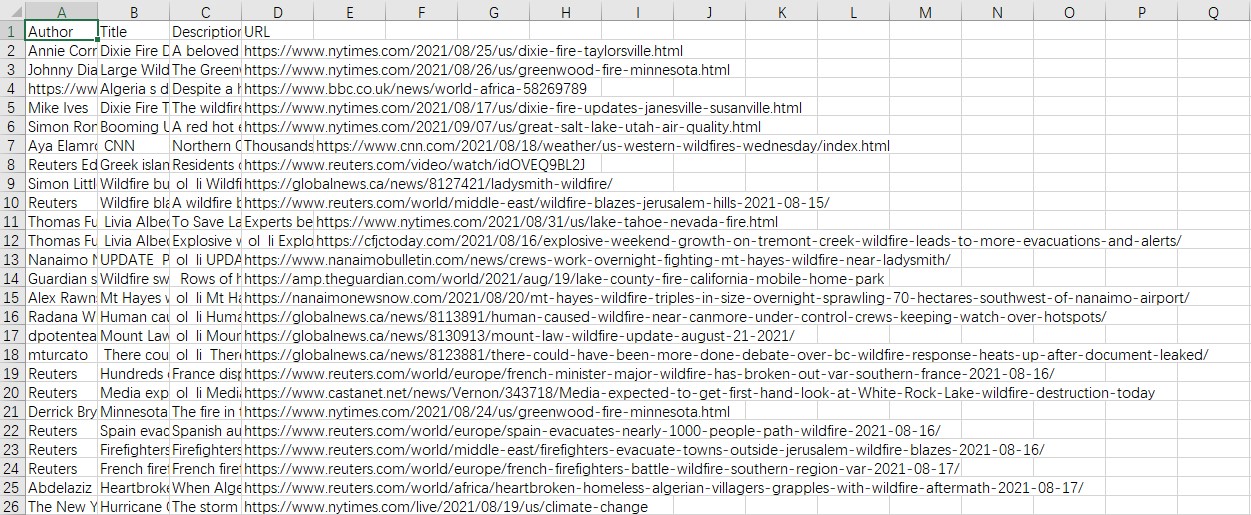 A B C D E F G H I J K L M N O P Q
1 Author Title Description URL
2 Annie Corr Dixie Fire D A beloved https://www.nytimes.com/2021/08/25/us/dixie-fire-taylorsville.html
3 Johnny Dia Large Wild The Green https://www.nytimes.com/2021/08/26/us/greenwood-fire-minnesota.html
4 https://ww Algeria s d Despite a h https://www.bbc.co.uk/news/world-africa-58269789
5 Mike Ives Dixie Fire T The wildfire https://www.nytimes.com/2021/08/17/us/dixie-fire-updates-janesville-susanville.html
6 Simon Ror Booming U A red hot e https://www.nytimes.com/2021/09/07/us/great-salt-lake-utah-air-quality.html
7 Aya Elamro CNN Northern C Thousands https://www.cnn.com/2021/08/18/weather/us-western-wildfires-wednesday/index.html
8 Reuters Ed Greek islan Residents o https://www.reuters.com/video/watch/idOVEQ9BL2J
9 Simon Littl Wildfire bu ol li Wildfi https://globalnews.ca/news/8127421/ladysmith-wildfire/
10 Reuters Wildfire bla A wildfire b https://www.reuters.com/world/middle-east/wildfire-blazes-jerusalem-hills-2021-08-15/
11 Thomas Fu Livia Albec To Save La Experts be https://www.nytimes.com/2021/08/31/us/lake-tahoe-nevada-fire.html
12 Thomas Fu Livia Albec Explosive w ol li Explo https://cfjctoday.com/2021/08/16/explosive-weekend-growth-on-tremont-creek-wildfire-leads-to-more-evacuations-and-alerts/
13 Nanaimo N UPDATE P ol li UPDA https://www.nanaimobulletin.com/news/crews-work-overnight-fighting-mt-hayes-wildfire-near-ladysmith/
14 Guardian s Wildfire sw Rows of h https://amp.theguardian.com/world/2021/aug/19/lake-county-fire-california-mobile-home-park
15 Alex Rawn Mt Hayes w ol li Mt Ha https://nanaimonewsnow.com/2021/08/20/mt-hayes-wildfire-triples-in-size-overnight-sprawling-70-hectares-southwest-of-nanaimo-airport/
16 Radana W Human cau ol li Huma https://globalnews.ca/news/8113891/human-caused-wildfire-near-canmore-under-control-crews-keeping-watch-over-hotspots/
17 dpotentea Mount Law ol li Moun https://globalnews.ca/news/8130913/mount-law-wildfire-update-august-21-2021/
18 mturcato There cou ol li Ther https://globalnews.ca/news/8123881/there-could-have-been-more-done-debate-over-bc-wildfire-response-heats-up-after-document-leaked/
19 Reuters Hundreds o France disp https://www.reuters.com/world/europe/french-minister-major-wildfire-has-broken-out-var-southern-france-2021-08-16/
20 Reuters Media exp ol li Media https://www.castanet.net/news/Vernon/343718/Media-expected-to-get-first-hand-look-at-White-Rock-Lake-wildfire-destruction-today
21 Derrick Bry Minnesota The fire in t https://www.nytimes.com/2021/08/24/us/greenwood-fire-minnesota.html
22 Reuters Spain evac Spanish au https://www.reuters.com/world/europe/spain-evacuates-nearly-1000-people-path-wildfire-2021-08-16/
23 Reuters Firefighters Firefighters https://www.reuters.com/world/middle-east/firefighters-evacuate-towns-outside-jerusalem-wildfire-blazes-2021-08-16/
24 Reuters French firef French firef https://www.reuters.com/world/europe/french-firefighters-battle-wildfire-southern-region-var-2021-08-17/
25 Abdelaziz Heartbroke When Alge https://www.reuters.com/world/africa/heartbroken-homeless-algerian-villagers-grapples-with-wildfire-aftermath-2021-08-17/
26 The New Y Hurricane G The storm https://www.nytimes.com/live/2021/08/19/us/climate-change